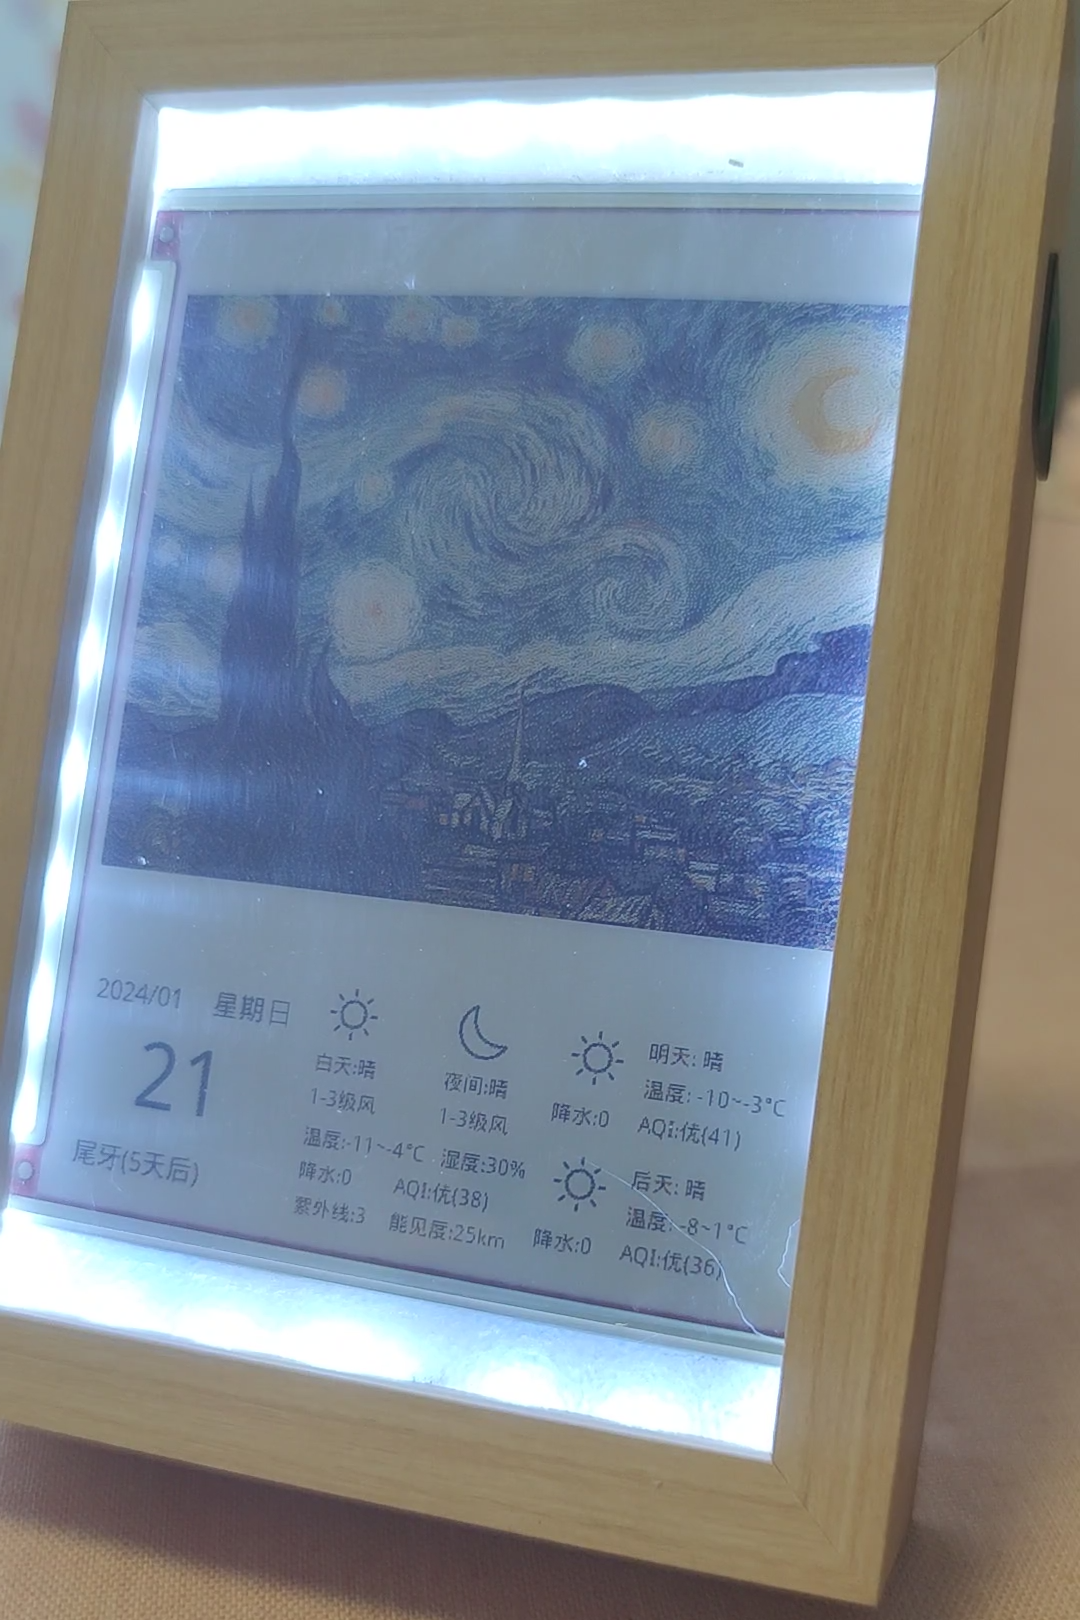 2024/01 星期日
21
尾牙(5天后)
白天:晴
1-3级风
夜间:晴
1-3级风
温度:-11~-4°C 湿度:30%
降水:0 AQI:优(38)
紫外线:3 能见度:25km
明天: 晴
温度: -10~-3°C
降水:0 AQI:优(41)
后天: 晴
温度: -8~1°C
降水:0 AQI:优(36)